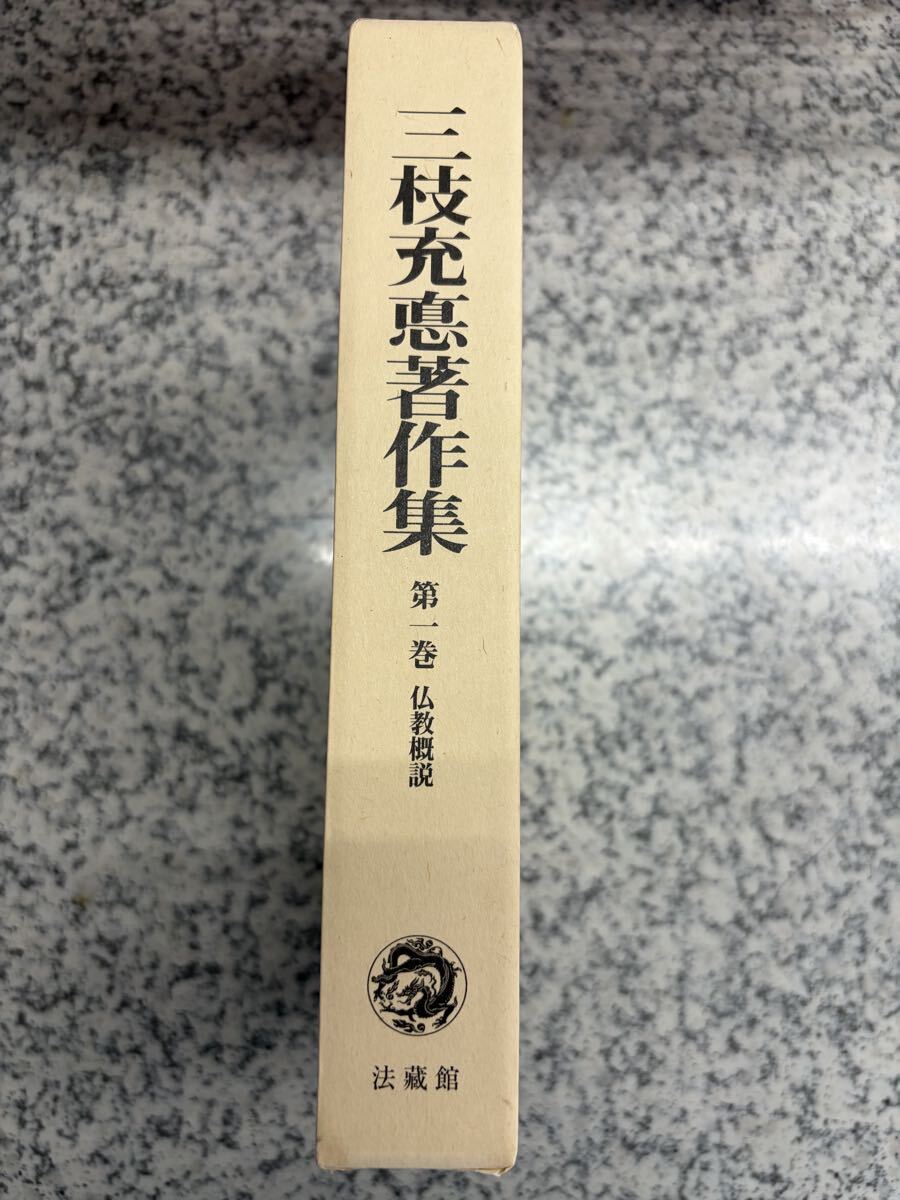 三枝充悳著作集
第一巻 仏教概説
法藏館